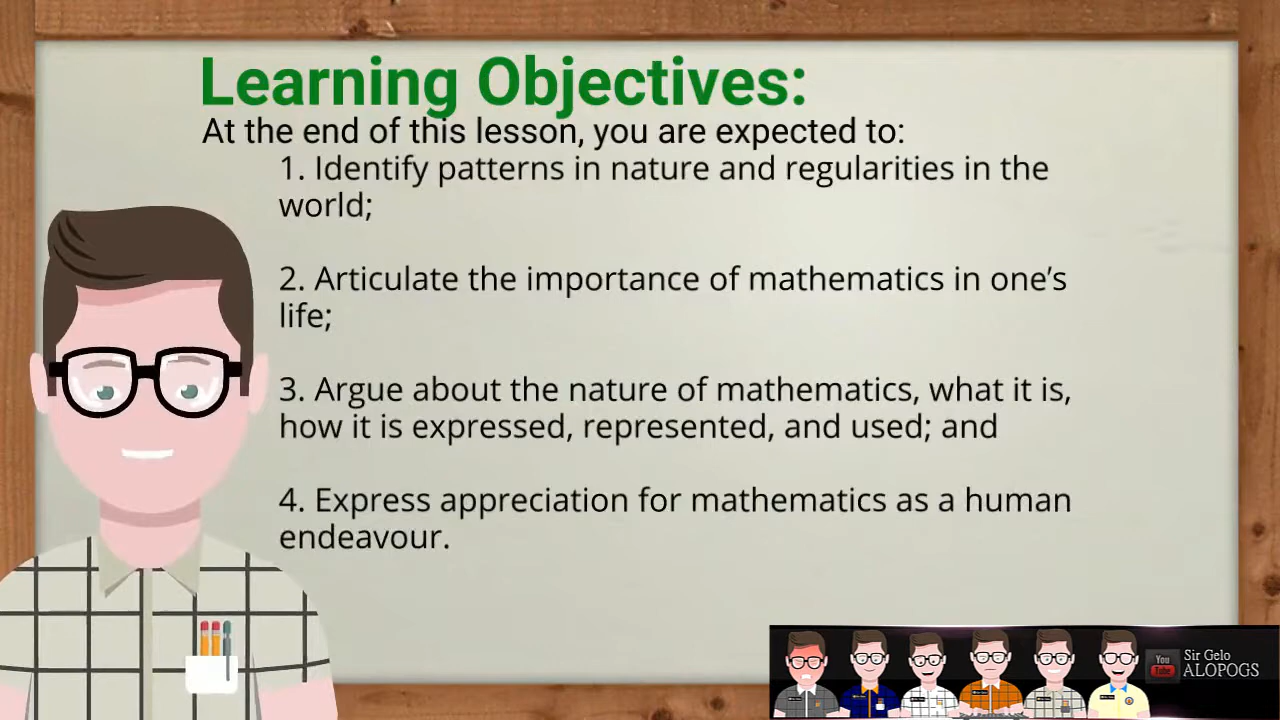 Learning Objectives:
At the end of this lesson, you are expected to:
1. Identify patterns in nature and regularities in the
world;
2. Articulate the importance of mathematics in one’s
life;
3. Argue about the nature of mathematics, what it is,
how it is expressed, represented, and used; and
4. Express appreciation for mathematics as a human
endeavour.
You
Tube
Sir Gelo
ALOPOGS